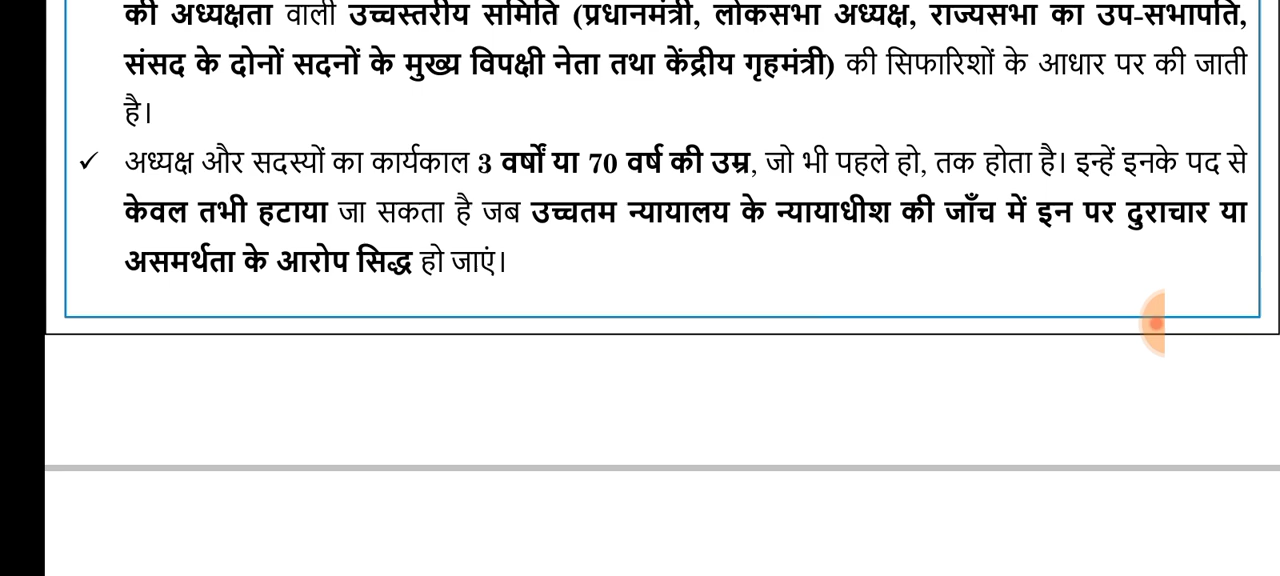 की अध्यक्षता वाली उच्चस्तरीय समिति (प्रधानमंत्री, लोकसभा अध्यक्ष, राज्यसभा का उप-सभापति,
संसद के दोनों सदनों के मुख्य विपक्षी नेता तथा केंद्रीय गृहमंत्री) की सिफारिशों के आधार पर की जाती
है।
✓ अध्यक्ष और सदस्यों का कार्यकाल 3 वर्षों या 70 वर्ष की उम्र, जो भी पहले हो, तक होता है। इन्हें इनके पद से
केवल तभी हटाया जा सकता है जब उच्चतम न्यायालय के न्यायाधीश की जाँच में इन पर दुराचार या
असमर्थता के आरोप सिद्ध हो जाएं।